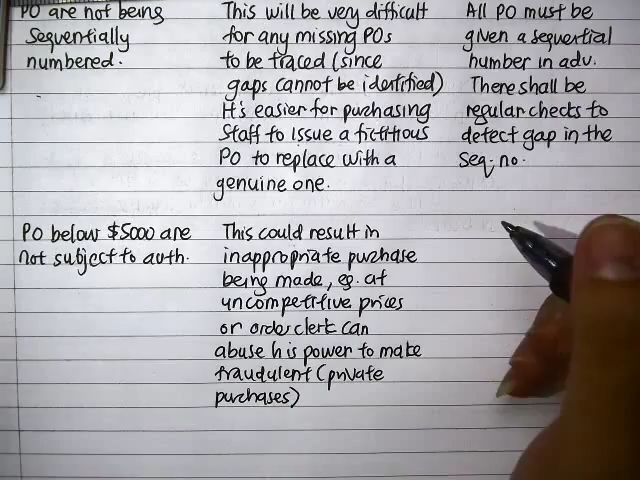 PO are not being
Sequentially
numbered.
This will be very difficult
for any missing POs
to be traced (since
gaps cannot be identified)
It's easier for purchasing
Staff to issue a fictitious
PO to replace with a
genuine one.
All PO must be
given a sequential
number in adv.
There shall be
regular checks to
detect gap in the
Seq. no.
PO below $5000 are
not subject to auth.
This could result in
inappropriate purchase
being made, eg. at
uncompetitive prices
or order clerk can
abuse his power to make
fraudulent (private
purchases)